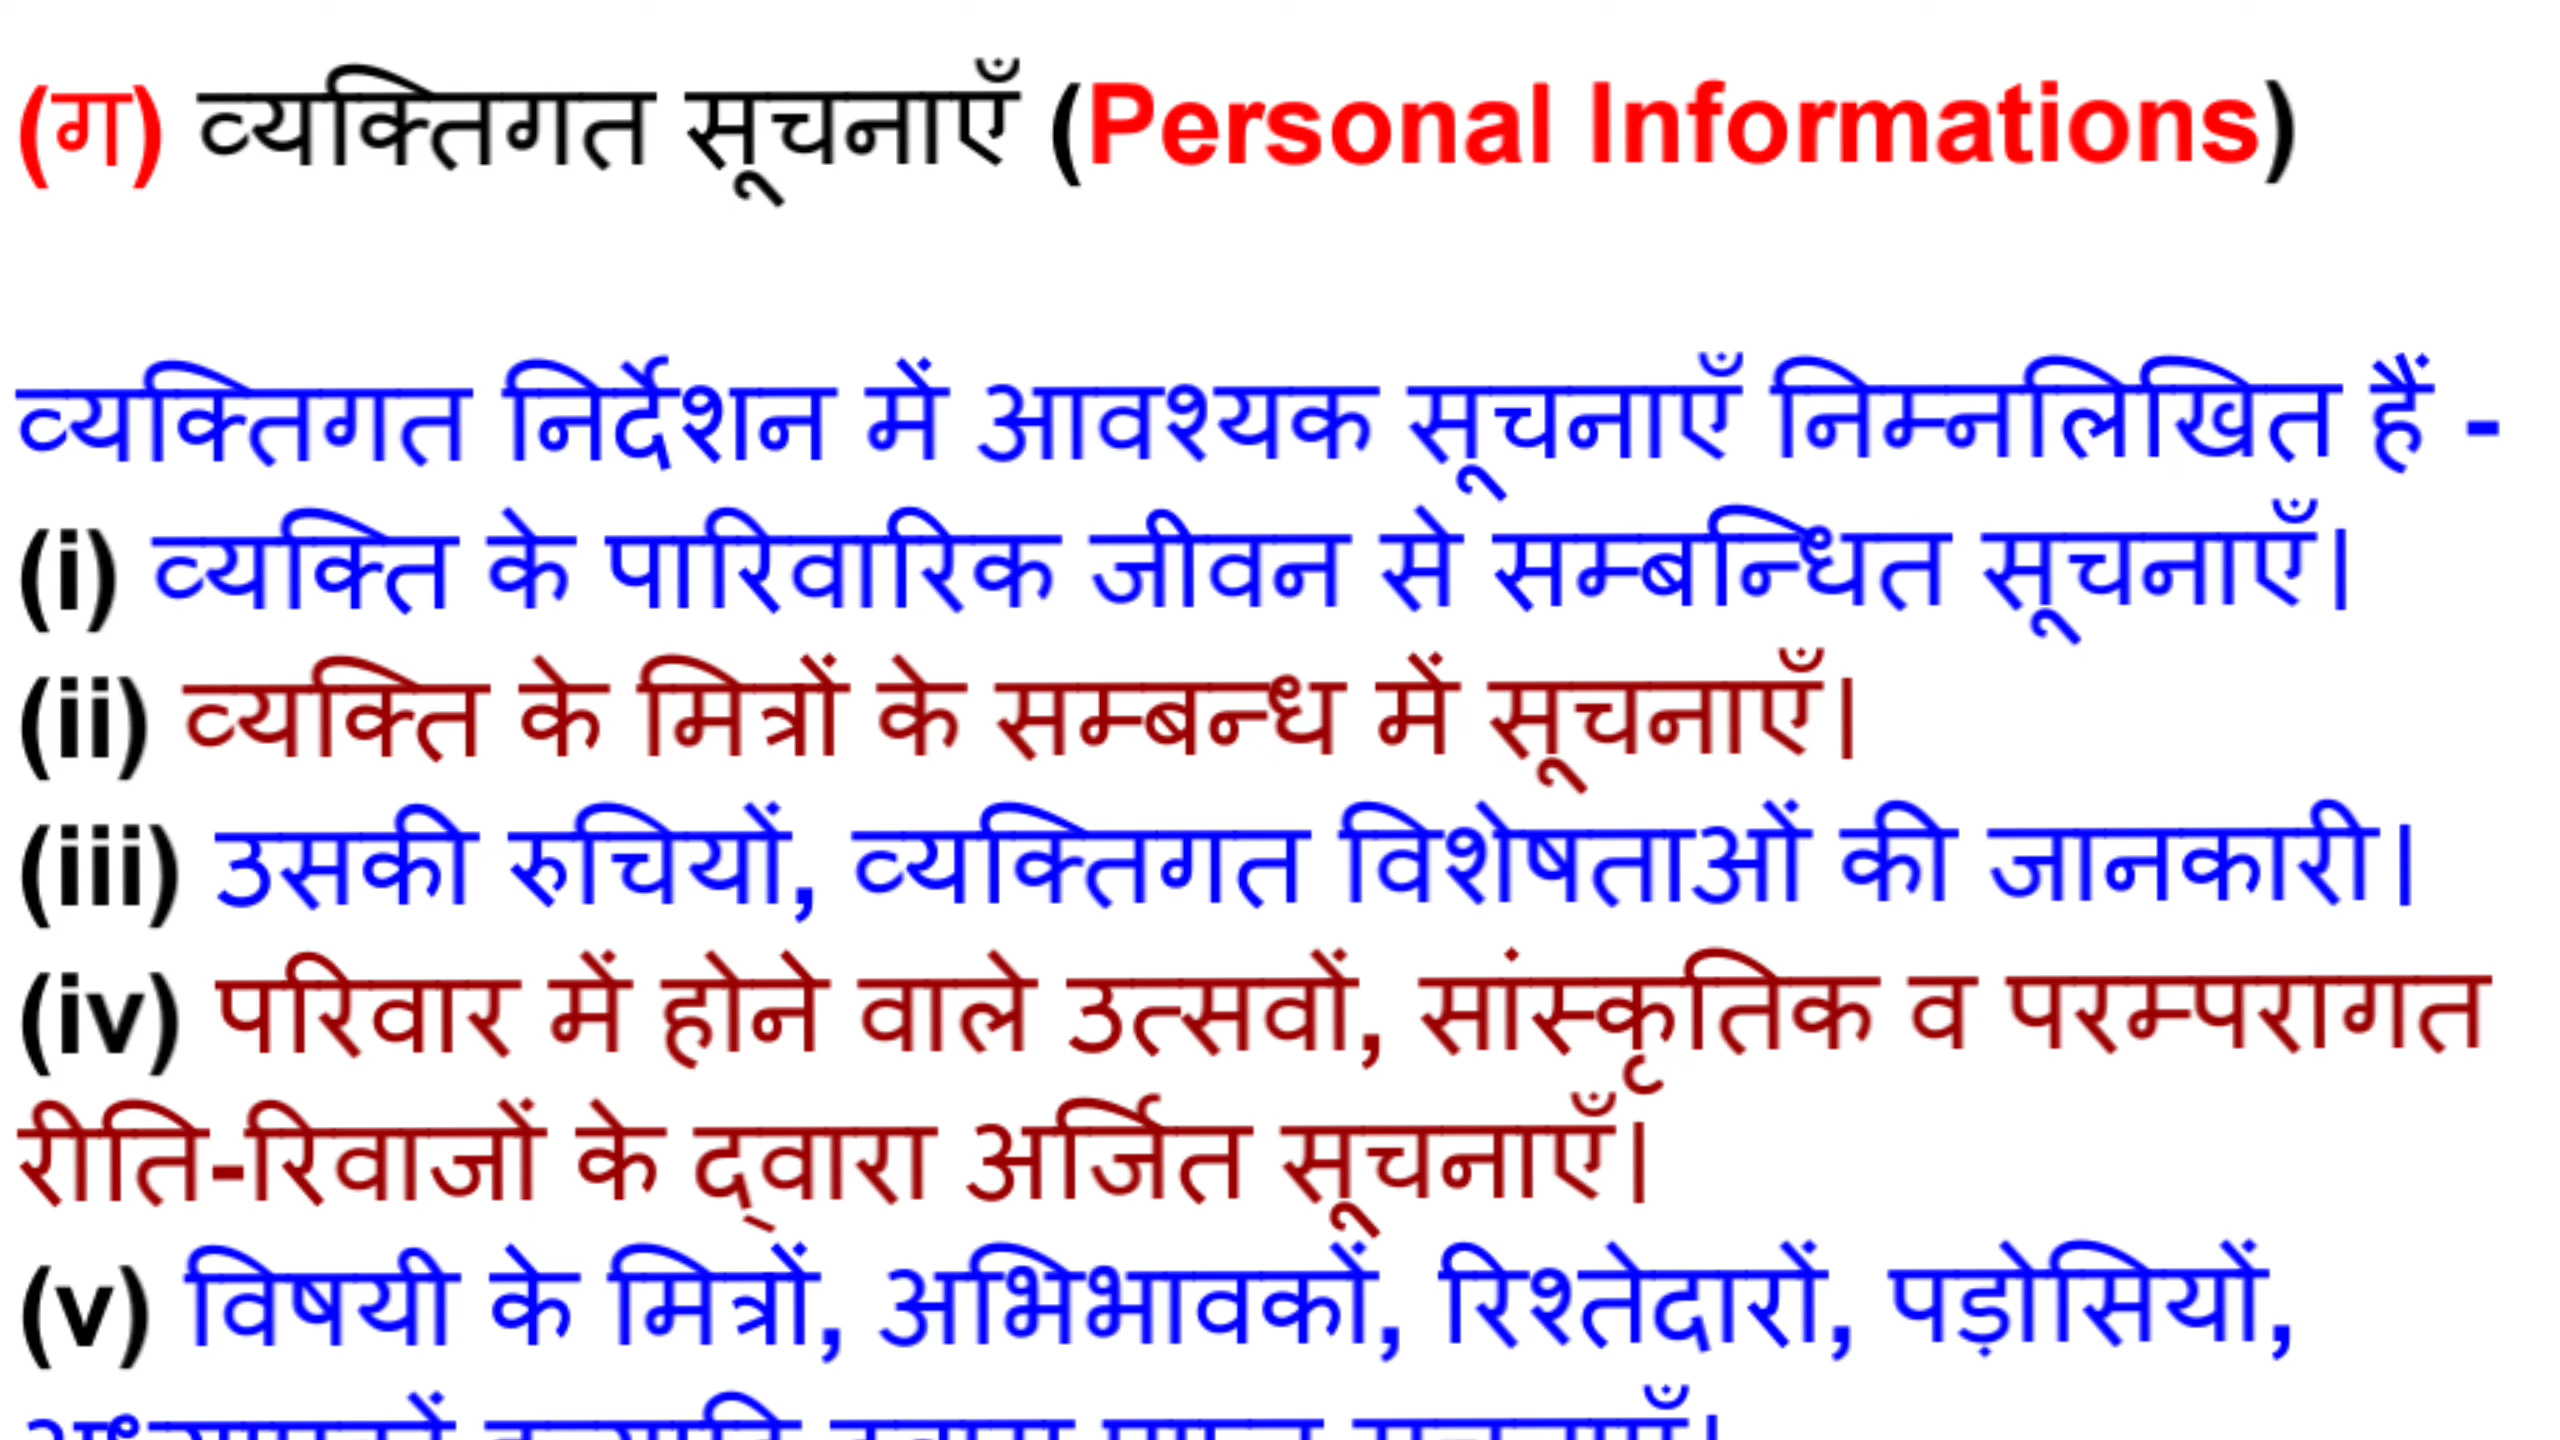 (ग) व्यक्तिगत सूचनाएँ (Personal Informations)
व्यक्तिगत निर्देशन में आवश्यक सूचनाएँ निम्नलिखित हैं -
(i) व्यक्ति के पारिवारिक जीवन से सम्बन्धित सूचनाएँ।
(ii) व्यक्ति के मित्रों के सम्बन्ध में सूचनाएँ।
(iii) उसकी रुचियों, व्यक्तिगत विशेषताओं की जानकारी।
(iv) परिवार में होने वाले उत्सवों, सांस्कृतिक व परम्परागत
रीति-रिवाजों के द्वारा अर्जित सूचनाएँ।
(v) विषयी के मित्रों, अभिभावकों, रिश्तेदारों, पड़ोसियों,